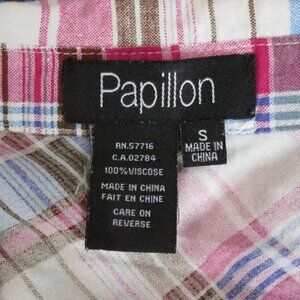 Papillon
RN.57716
C.A.02784
100%VISCOSE
MADE IN CHINA
FAIT EN CHINE
CARE ON
REVERSE
S
MADE IN
CHINA